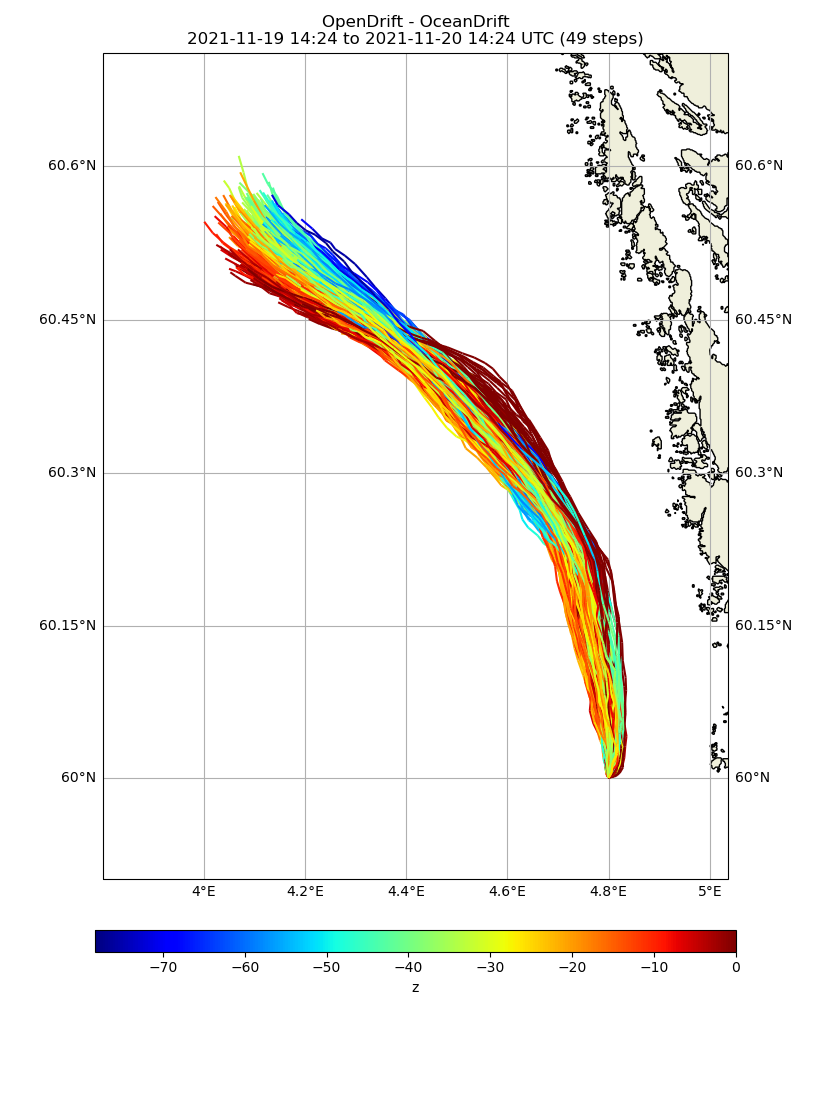 OpenDrift - OceanDrift
2021-11-19 14:24 to 2021-11-20 14:24 UTC (49 steps)
60.6°N 60.6°N
60.45°N 60.45°N
60.3°N 60.3°N
60.15°N 60.15°N
60°N 60°N
4°E 4.2°E 4.4°E 4.6°E 4.8°E 5°E
−70 −60 −50 −40 −30 −20 −10 0
z